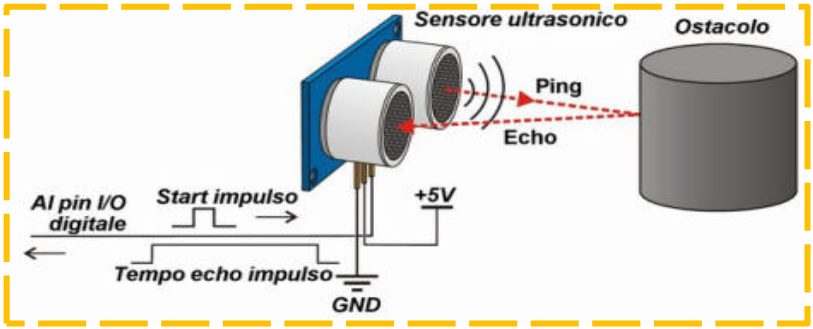 Sensore ultrasonico
Ostacolo
Ping
Echo
Start impulso
+5V
Al pin I/O
digitale
Tempo echo impulso
GND